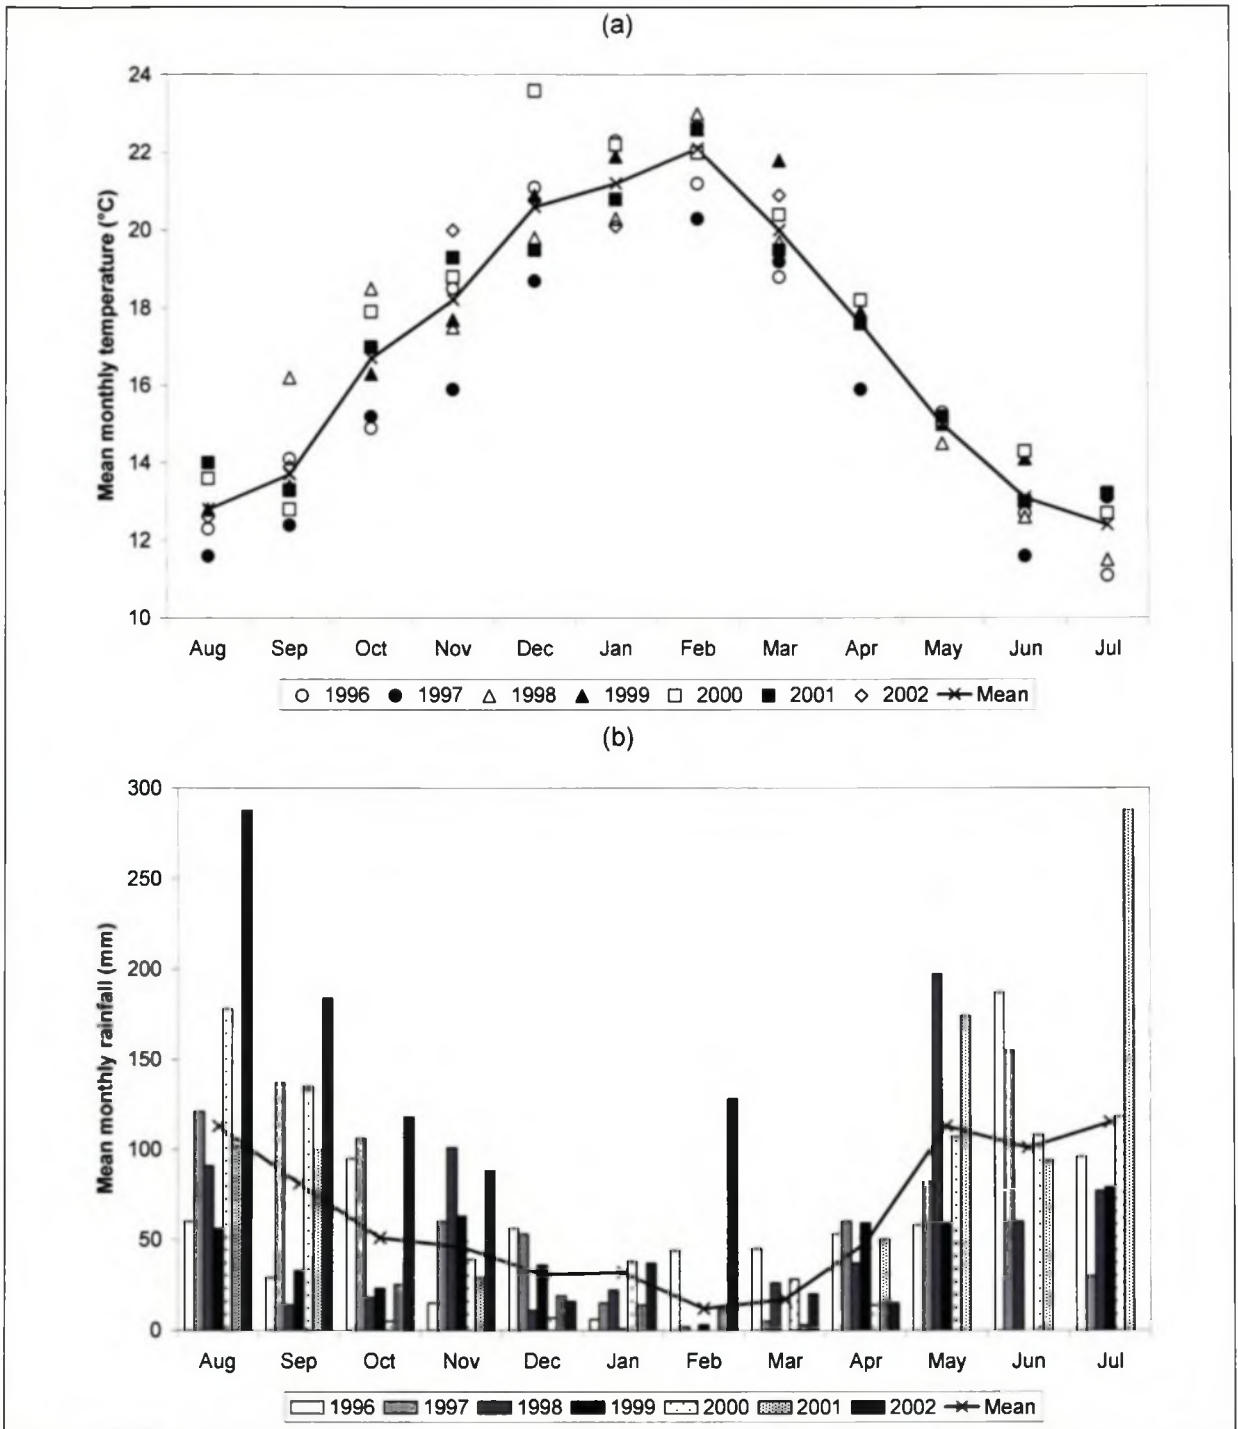 (a)
Mean monthly temperature (°C)
24
22
20
18
16
14
12
10
Aug Sep Oct Nov Dec Jan Feb Mar Apr May Jun Jul
1996 1997 1998 1999 2000 2001 2002 Mean
(b)
Mean monthly rainfall (mm)
300
250
200
150
100
50
0
Aug Sep Oct Nov Dec Jan Feb Mar Apr May Jun Jul
1996 1997 1998 1999 2000 2001 2002 Mean